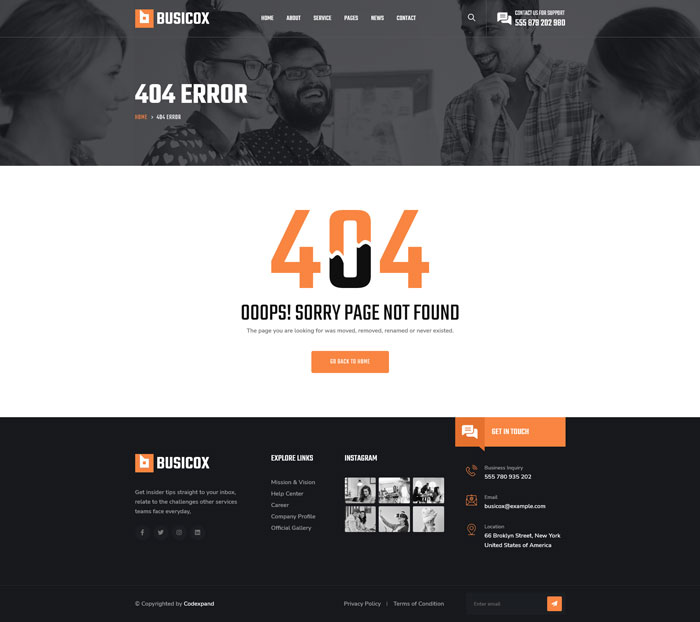 BUSICOX
HOME ABOUT SERVICE PAGES NEWS CONTACT
CONTACT US FOR SUPPORT
555 879 202 980
404 ERROR
HOME > 404 ERROR
404
OOOPS! SORRY PAGE NOT FOUND
The page you are looking for was moved, removed, renamed or never existed.
GO BACK TO HOME
GET IN TOUCH
BUSICOX
Get insider tips straight to your inbox,
relate to the challenges other services
teams face everyday,
EXPLORE LINKS
Mission & Vision
Help Center
Career
Company Profile
Official Gallery
INSTAGRAM
Business Inquiry
555 780 935 202
Email
busicox@example.com
Location
66 Broklyn Street, New York
United States of America
© Copyrighted by Codexpand
Privacy Policy | Terms of Condition
Enter email